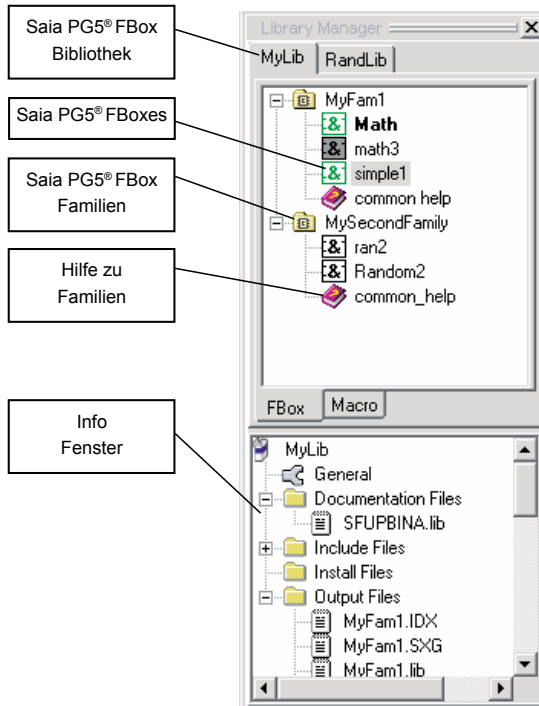 Saia PG5® FBox
Bibliothek
Saia PG5® FBoxes
Saia PG5® FBox
Familien
Hilfe zu
Familien
Info
Fenster
Library Manager
MyLib
RandLib
MyFam1
Math
math3
simple1
common help
MySecondFamily
ran2
Random2
common_help
FBox
Macro
MyLib
General
Documentation Files
SFUPBINA.lib
Include Files
Install Files
Output Files
MyFam1.IDX
MyFam1.SXG
MyFam1.lib